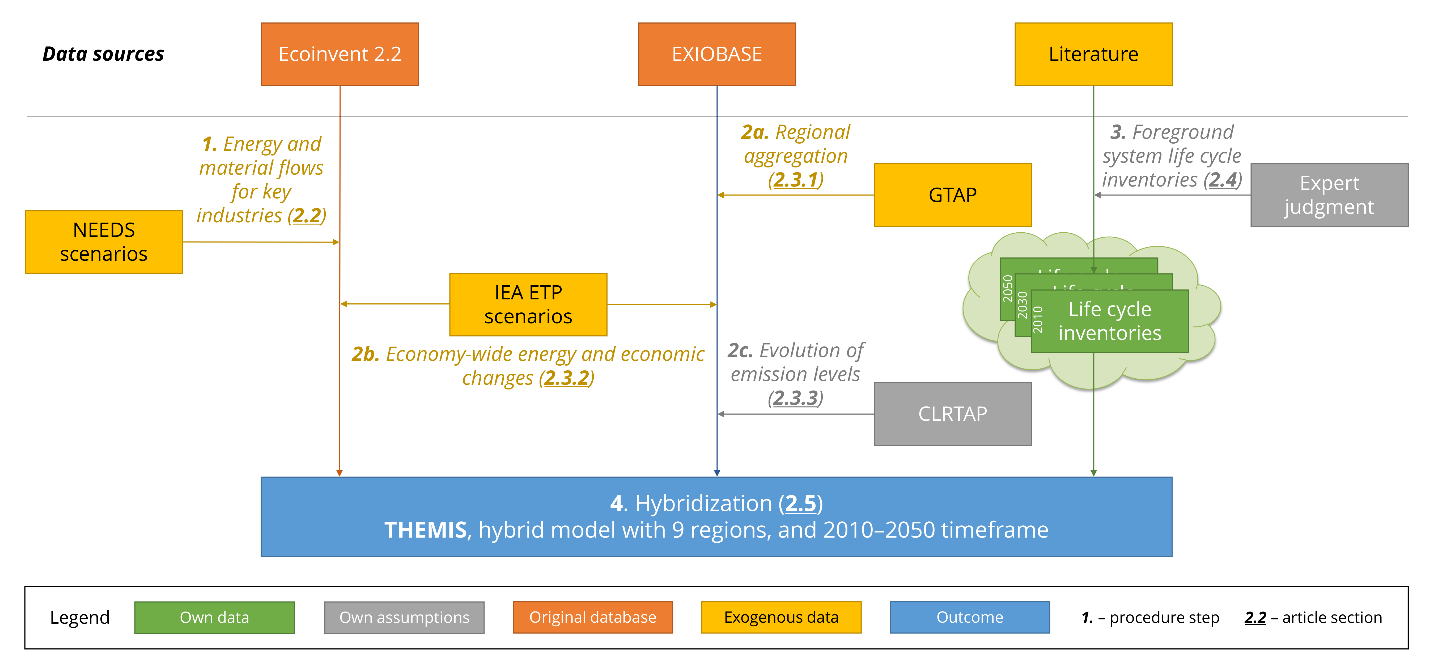 Data sources
Ecoinvent 2.2
EXIOBASE
Literature
1. Energy and
material flows
for key
industries (2.2)
NEEDS
scenarios
2a. Regional
aggregation
(2.3.1)
GTAP
3. Foreground
system life cycle
inventories (2.4)
Expert
judgment
IEA ETP
scenarios
2b. Economy-wide energy and economic
changes (2.3.2)
2c. Evolution of
emission levels
(2.3.3)
CLRTAP
2050
2030
2010
Life cycle
Life cycle
Life cycle
inventories
4. Hybridization (2.5)
THEMIS, hybrid model with 9 regions, and 2010–2050 timeframe
Legend
Own data
Own assumptions
Original database
Exogenous data
Outcome
1. – procedure step
2.2 – article section